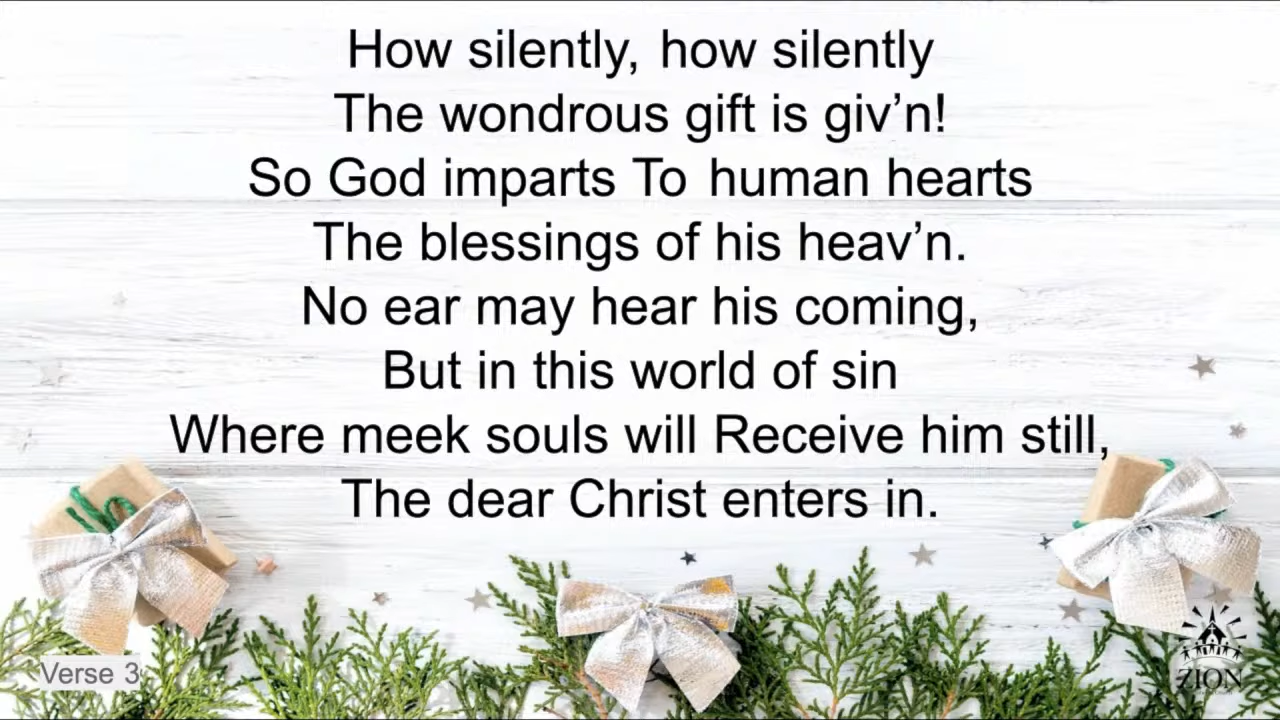 How silently, how silently
The wondrous gift is giv’n!
So God imparts To human hearts
The blessings of his heav’n.
No ear may hear his coming,
But in this world of sin
Where meek souls will Receive him still,
The dear Christ enters in.
Verse 3
ZION